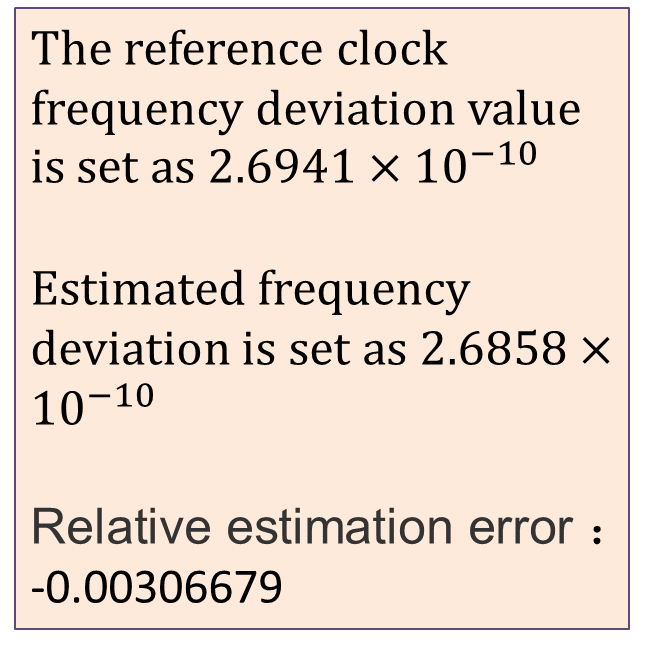 The reference clock
frequency deviation value
is set as 2.6941 × 10⁻¹⁰
Estimated frequency
deviation is set as 2.6858 ×
10⁻¹⁰
Relative estimation error：
-0.00306679